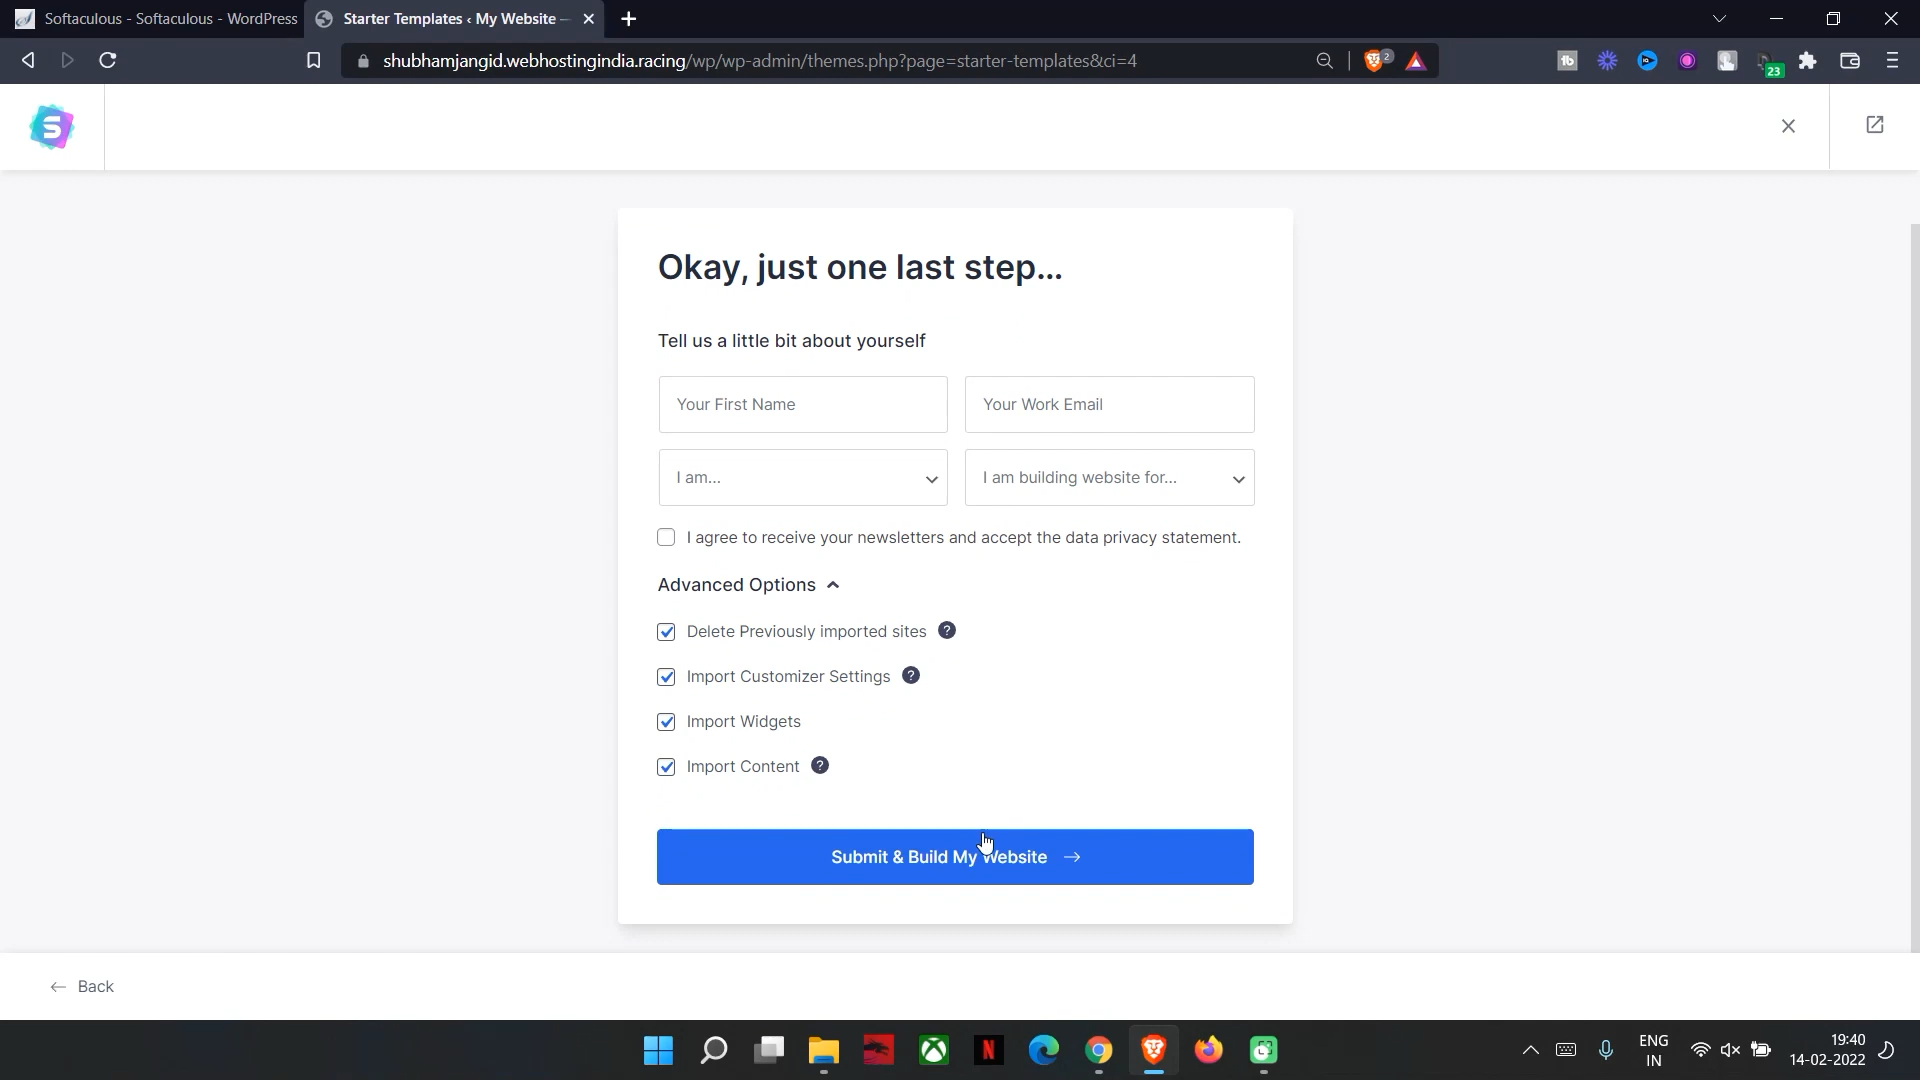 Softaculous - Softaculous - WordPress
Starter Templates ‹ My Website —
shubhamjangid.webhostingindia.racing/wp/wp-admin/themes.php?page=starter-templates&ci=4
2
23
S
Okay, just one last step...
Tell us a little bit about yourself
Your First Name
Your Work Email
I am...
I am building website for...
I agree to receive your newsletters and accept the data privacy statement.
Advanced Options
Delete Previously imported sites ?
Import Customizer Settings ?
Import Widgets
Import Content ?
Submit & Build My Website →
← Back
ENG
IN
19:40
14-02-2022